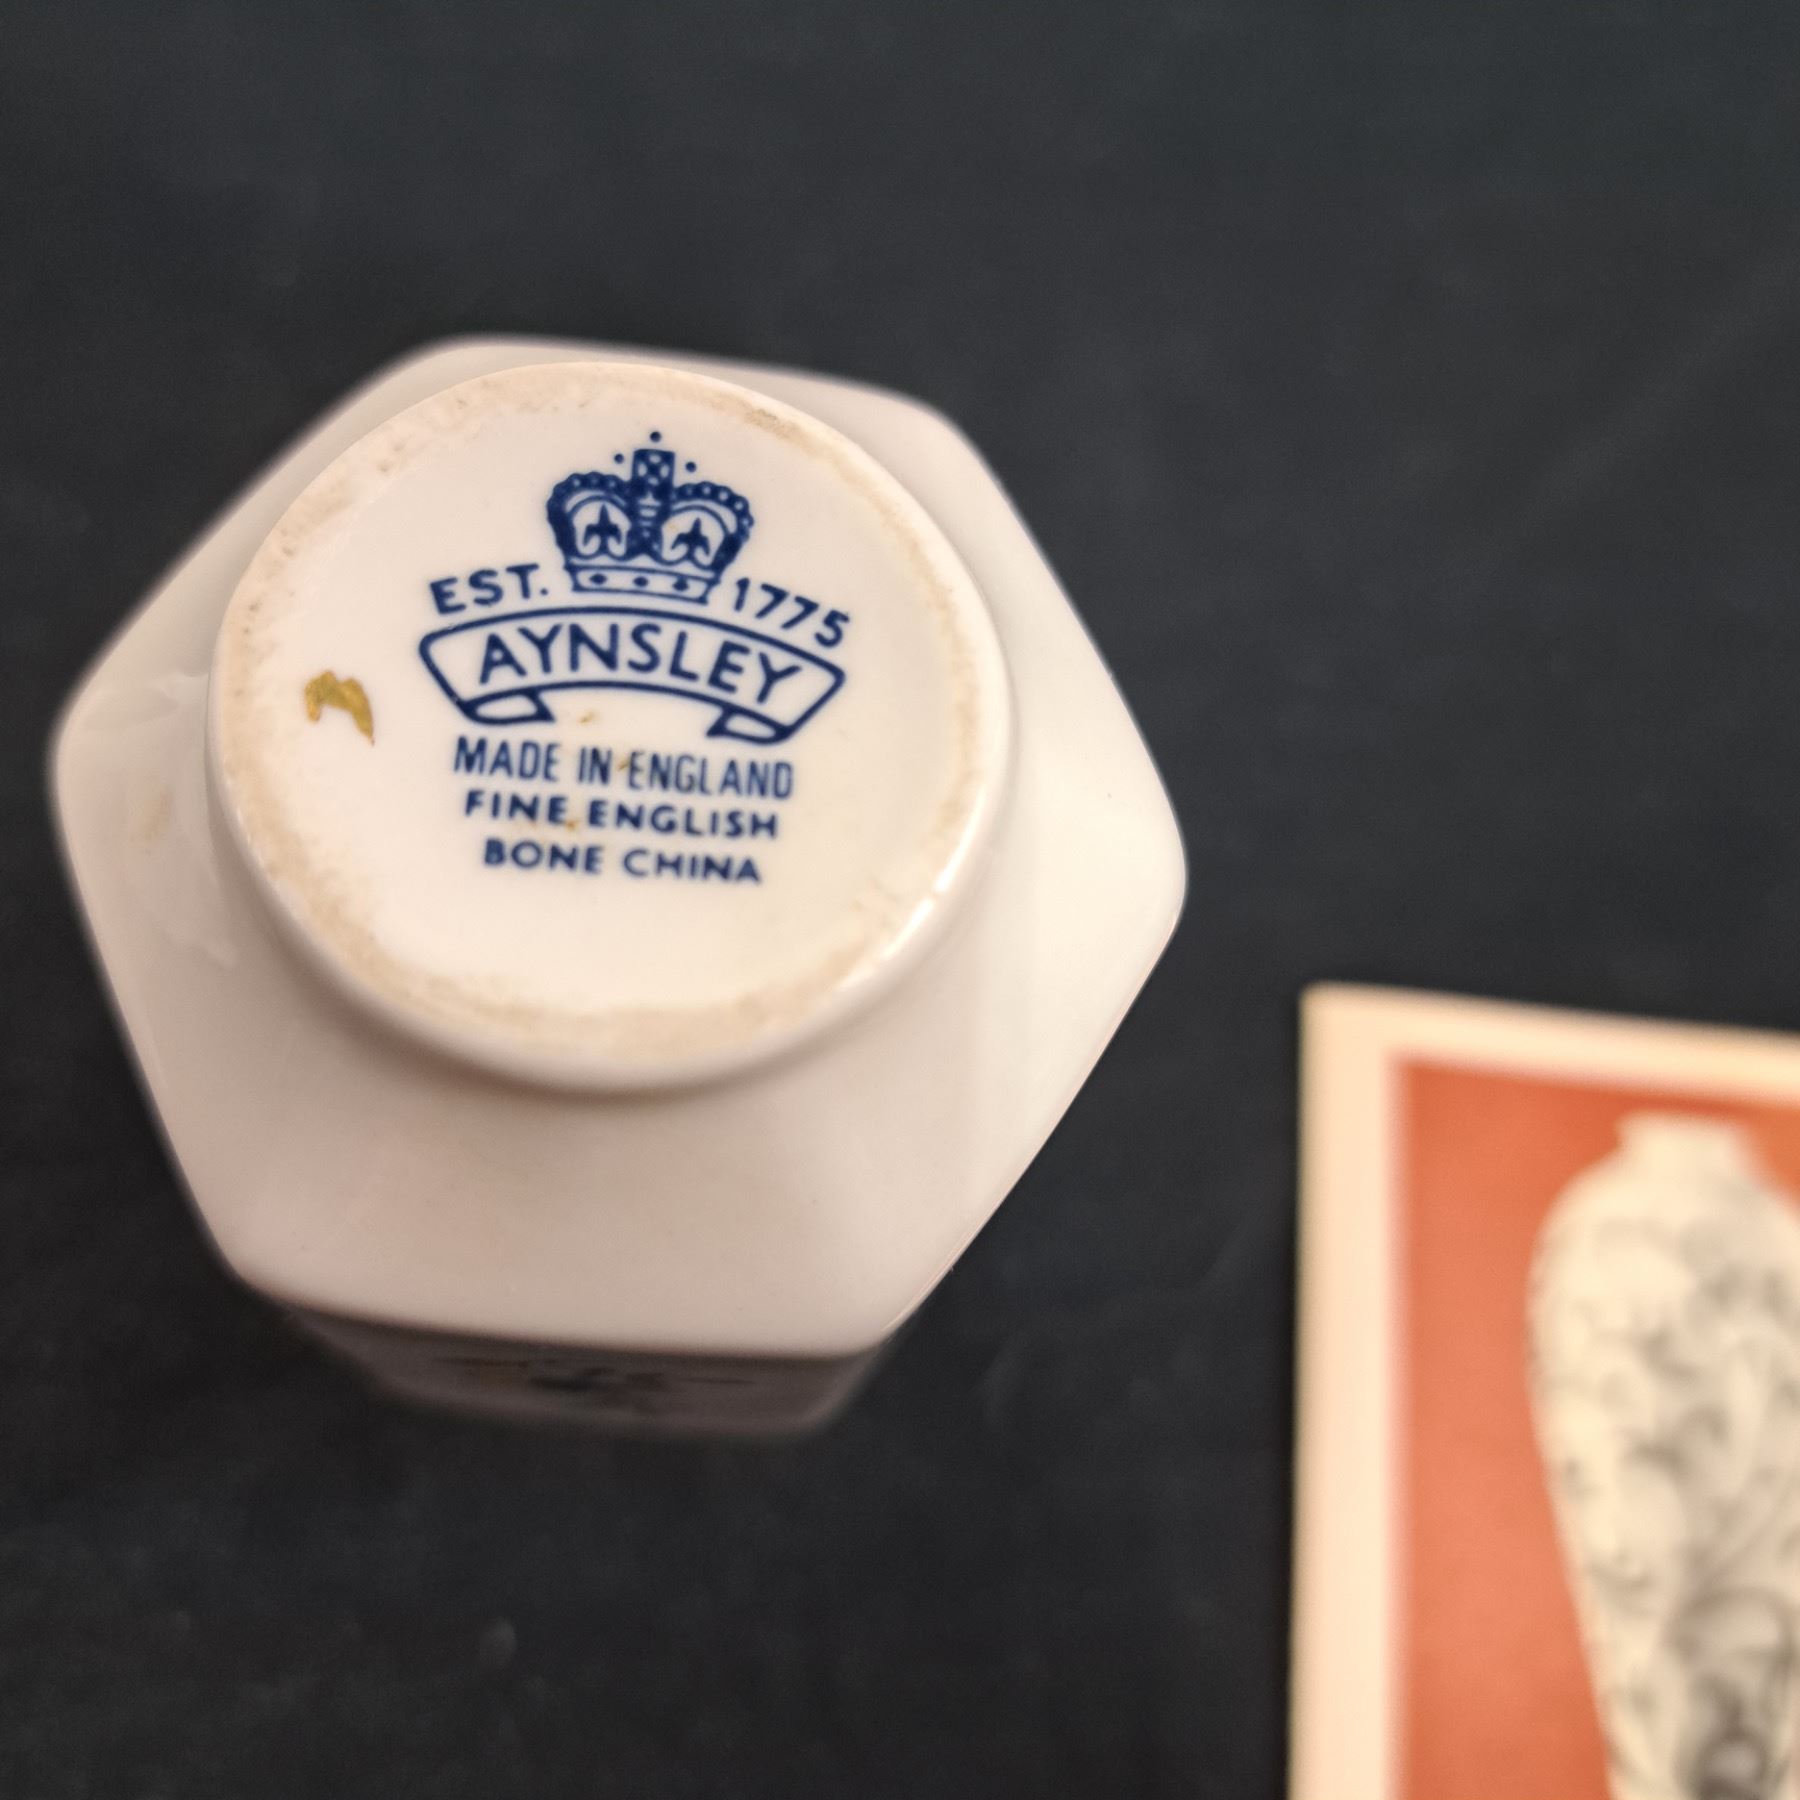 EST. 1775
AYNSLEY
MADE IN ENGLAND
FINE ENGLISH
BONE CHINA